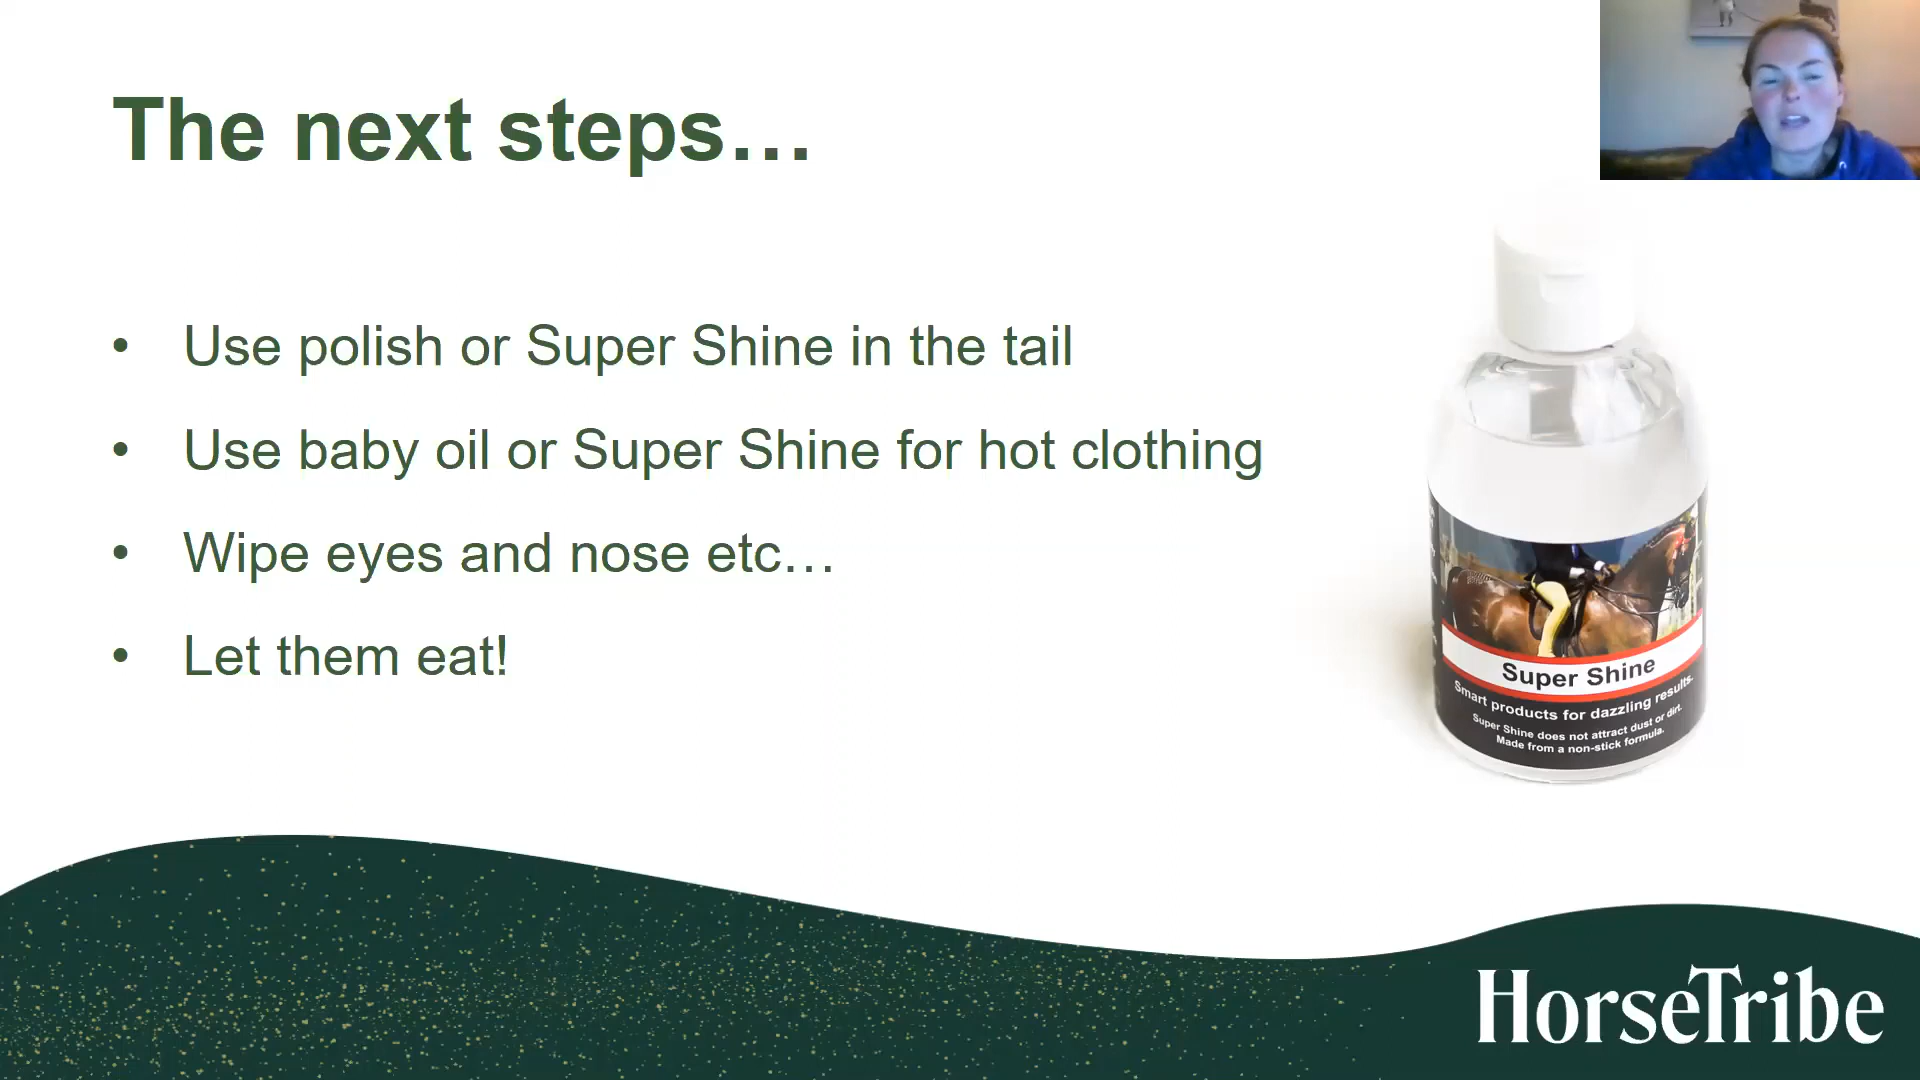 The next steps…
• Use polish or Super Shine in the tail
• Use baby oil or Super Shine for hot clothing
• Wipe eyes and nose etc…
• Let them eat!
Super Shine
Smart products for dazzling results.
Super Shine does not attract dust or dirt.
Made from a non-stick formula.
HorseTribe